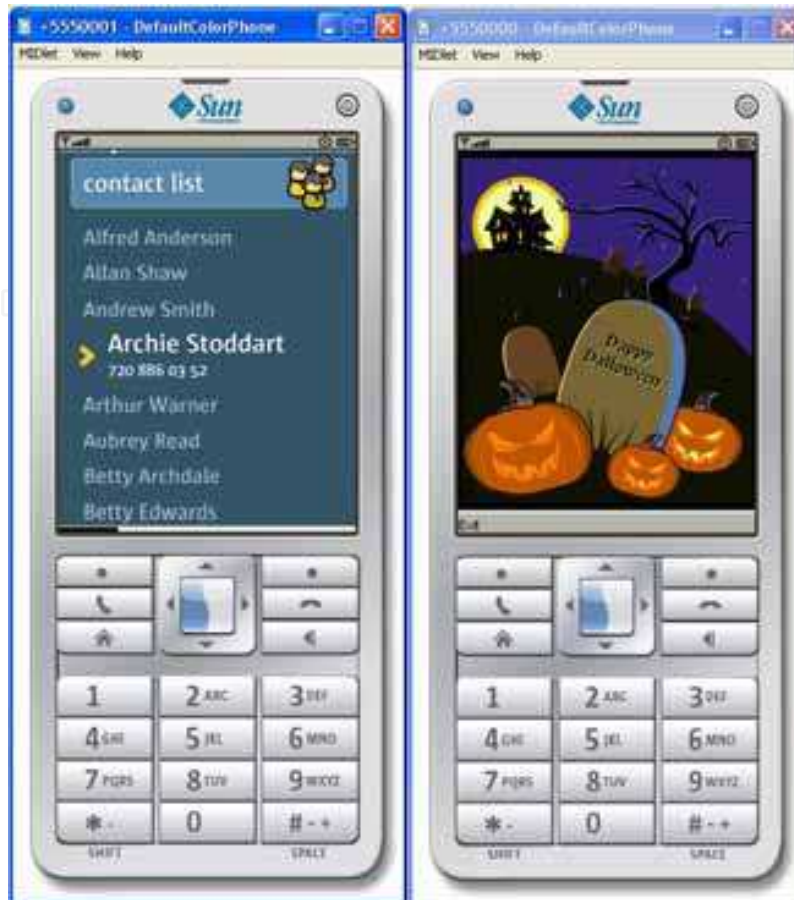 +5550001 - DefaultColorPhone
MIDlet View Help
Sun
contact list
Alfred Anderson
Allan Shaw
Andrew Smith
Archie Stoddart
720 886 03 52
Arthur Warner
Aubrey Read
Betty Archdale
Betty Edwards
1
2 ABC
3 DEF
4 GHI
5 JKL
6 MNO
7 PQRS
8 TUV
9 WXYZ
* -
0
# - +
SHIFT
SPACE
+5550000 - DefaultColorPhone
MIDlet View Help
Sun
Happy
Halloween
Exit
1
2 ABC
3 DEF
4 GHI
5 JKL
6 MNO
7 PQRS
8 TUV
9 WXYZ
* -
0
# - +
SHIFT
SPACE